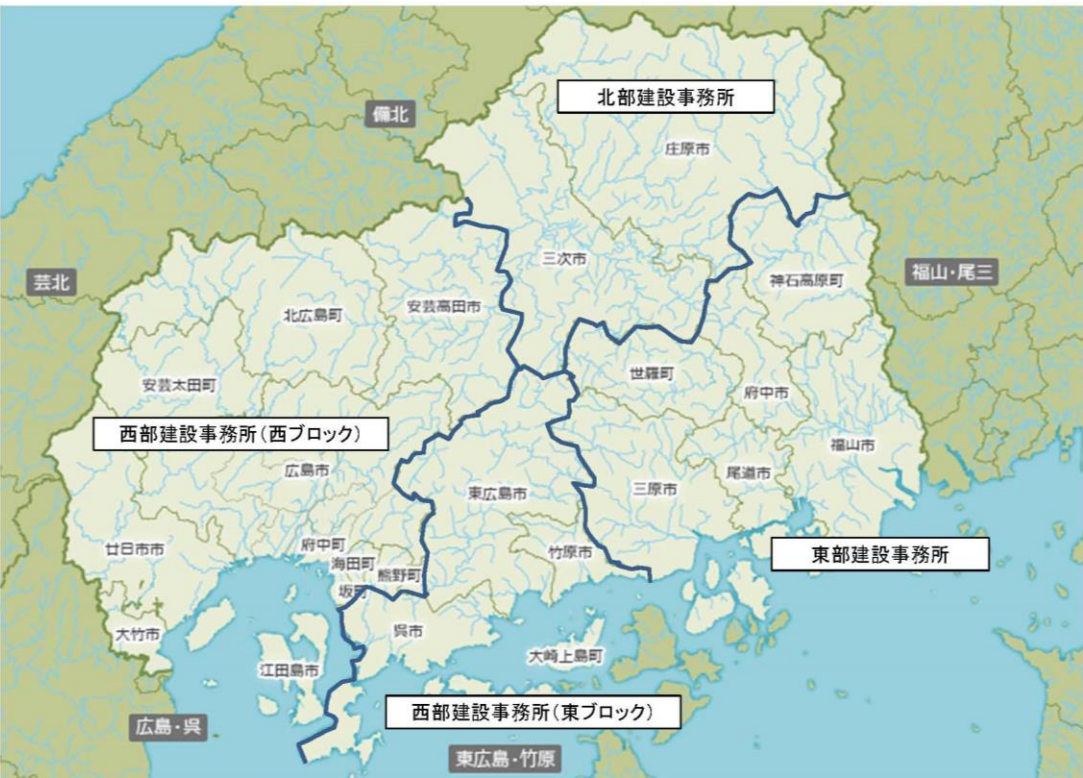 北部建設事務所
備北
庄原市
三次市
神石高原町
福山・尾三
芸北
安芸高田市
北広島町
世羅町
安芸太田町
府中市
西部建設事務所(西ブロック)
福山市
広島市
尾道市
東広島市
三原市
府中町
竹原市
廿日市市
海田町
東部建設事務所
熊野町
坂町
大竹市
呉市
大崎上島町
江田島市
西部建設事務所(東ブロック)
広島・呉
東広島・竹原